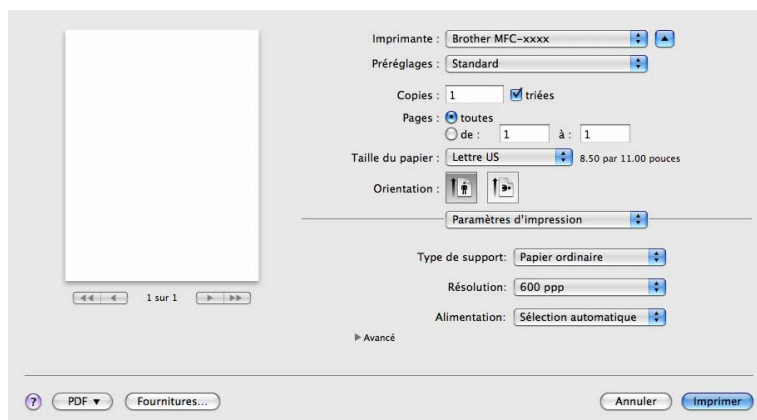 Imprimante : Brother MFC-xxxx
Préréglages : Standard
Copies : 1 triées
Pages : toutes
de : 1 à : 1
Taille du papier : Lettre US 8.50 par 11.00 pouces
Orientation :
Paramètres d'impression
Type de support: Papier ordinaire
1 sur 1
Résolution: 600 ppp
Alimentation: Sélection automatique
Avancé
? PDF Fournitures... Annuler Imprimer